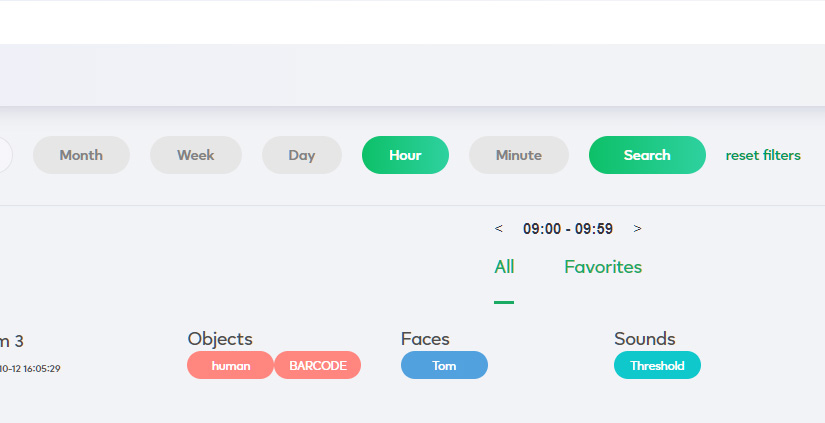 Month Week Day Hour Minute Search reset filters
< 09:00 - 09:59 >
All Favorites
m 3 Objects Faces Sounds
human BARCODE Tom Threshold
10-12 16:05:29